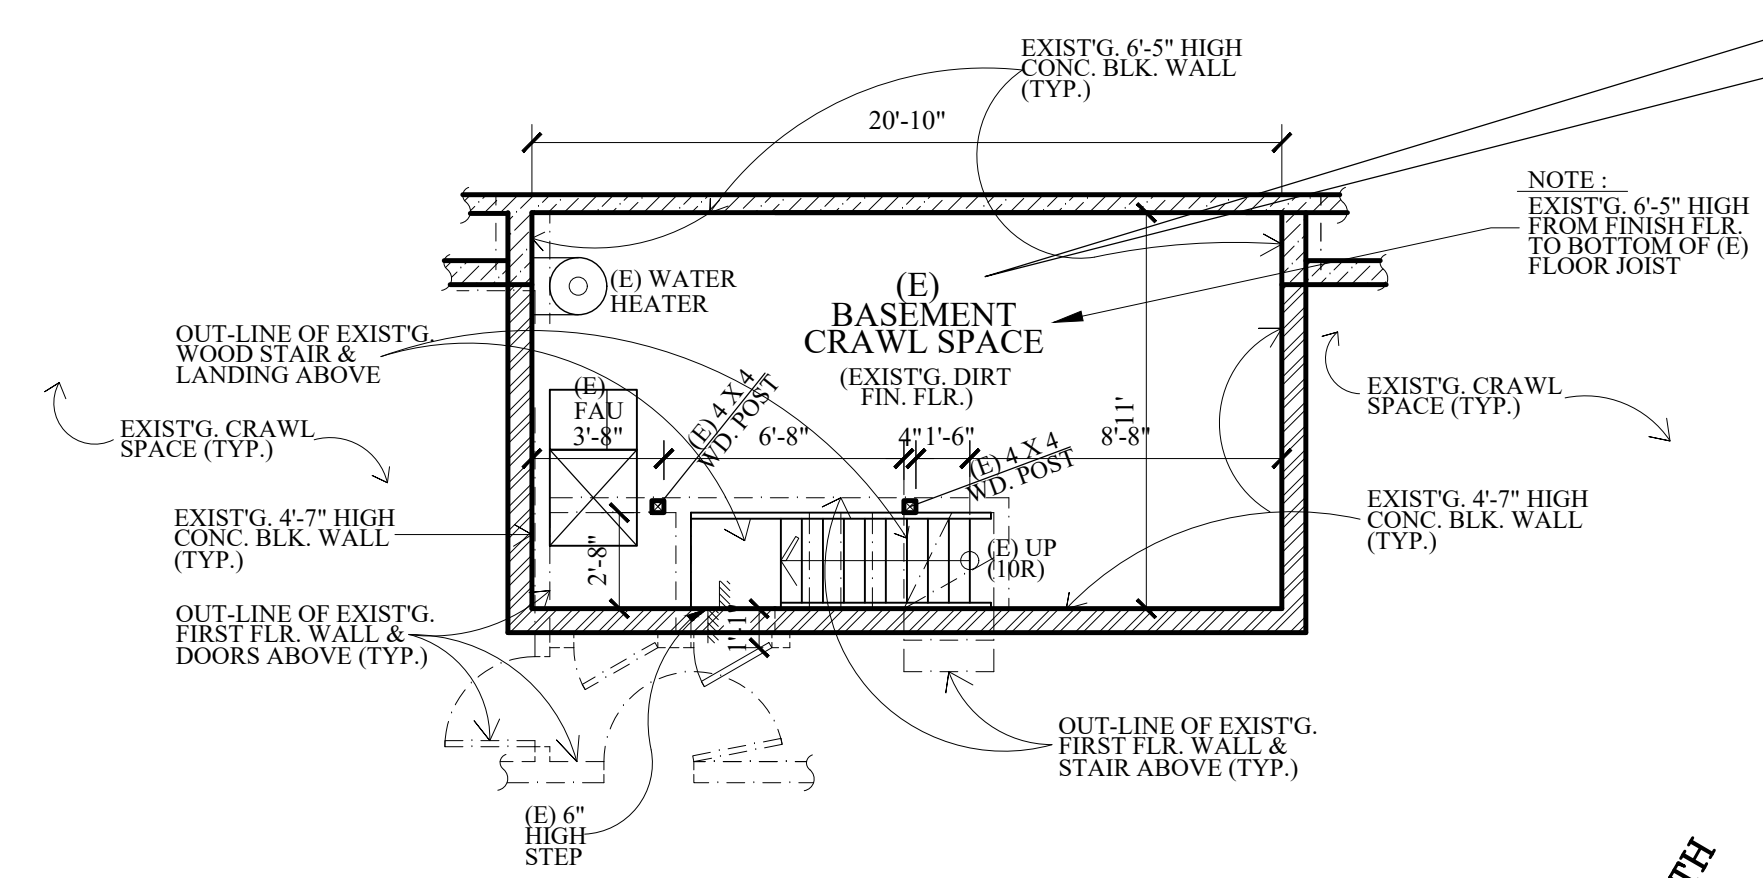 EXIST'G. 6'-5" HIGH
CONC. BLK. WALL
(TYP.)
20'-10"
NOTE :
EXIST'G. 6'-5" HIGH
FROM FINISH FLR.
TO BOTTOM OF (E)
FLOOR JOIST
(E) WATER
HEATER
(E)
BASEMENT
CRAWL SPACE
(EXIST'G. DIRT
FIN. FLR.)
OUT-LINE OF EXIST'G.
WOOD STAIR &
LANDING ABOVE
(E)
FAU
(E) 4 X 4
WD. POST
11'
EXIST'G. CRAWL
SPACE (TYP.)
EXIST'G. CRAWL
SPACE (TYP.)
3'-8"
6'-8"
4"
1'-6"
8'-8"
(E) 4 X 4
WD. POST
EXIST'G. 4'-7" HIGH
CONC. BLK. WALL
(TYP.)
EXIST'G. 4'-7" HIGH
CONC. BLK. WALL
(TYP.)
2'-8"
(E) UP
(10R)
OUT-LINE OF EXIST'G.
FIRST FLR. WALL &
DOORS ABOVE (TYP.)
OUT-LINE OF EXIST'G.
FIRST FLR. WALL &
STAIR ABOVE (TYP.)
(E) 6"
HIGH
STEP